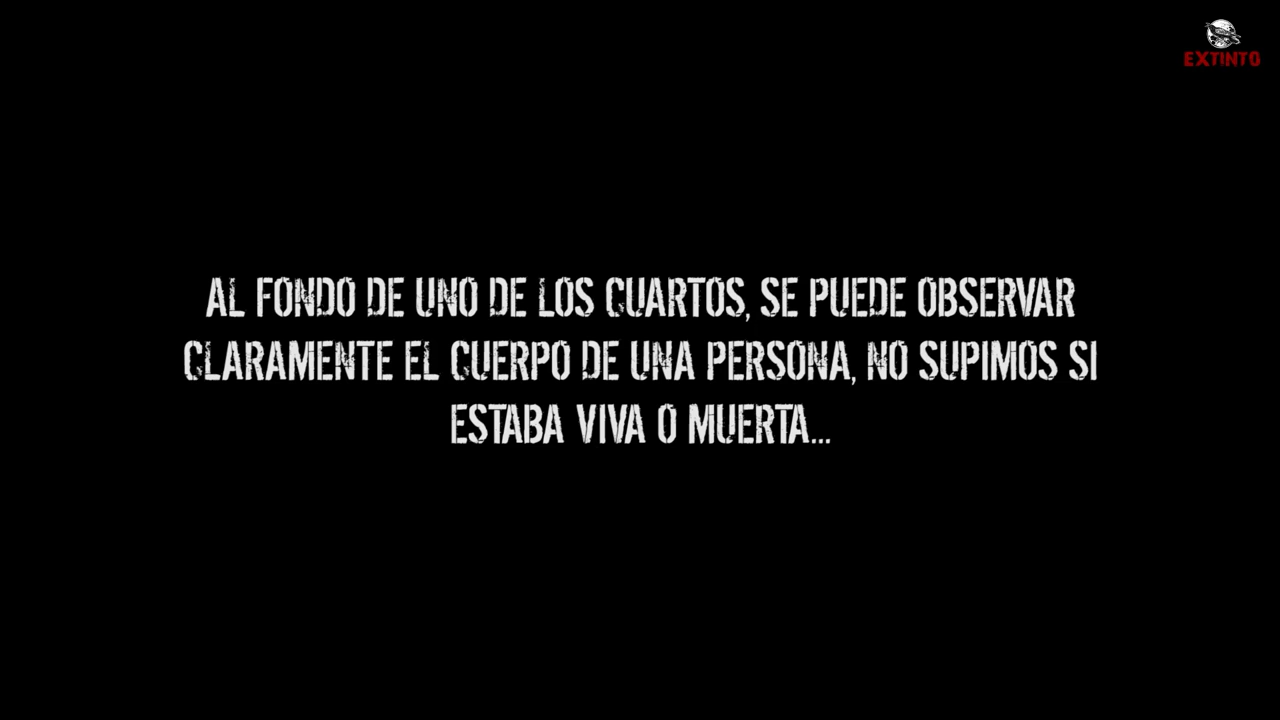 EXTINTO
AL FONDO DE UNO DE LOS CUARTOS, SE PUEDE OBSERVAR
CLARAMENTE EL CUERPO DE UNA PERSONA, NO SUPIMOS SI
ESTABA VIVA O MUERTA...